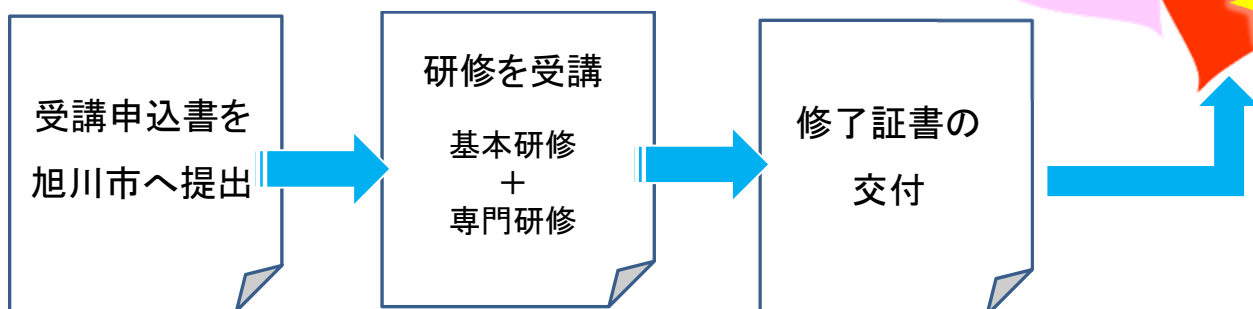 受講申込書を
旭川市へ提出
研修を受講
基本研修
＋
専門研修
修了証書の
交付